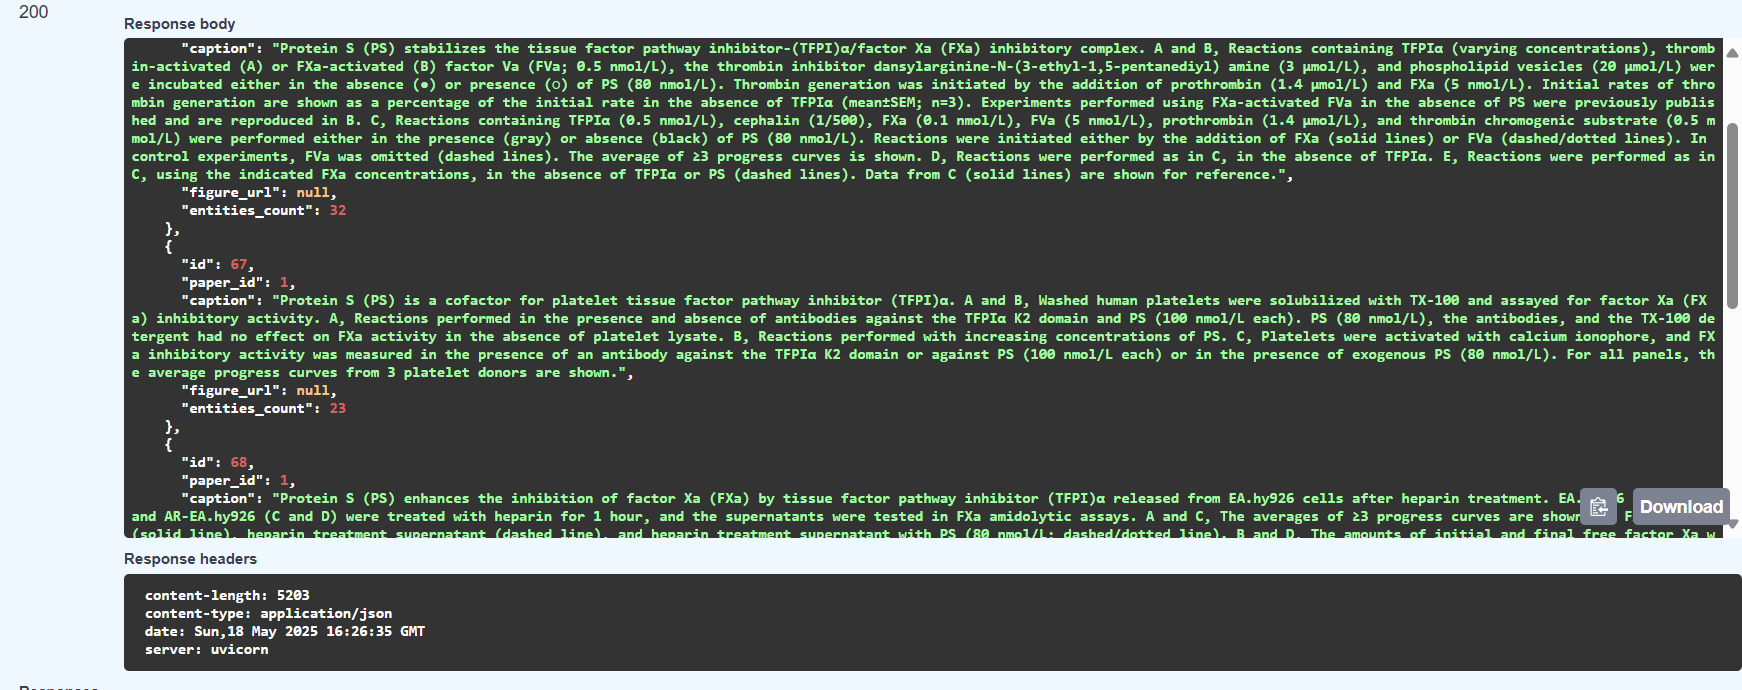 200
Response body
"caption": "Protein S (PS) stabilizes the tissue factor pathway inhibitor-(TFPI)α/factor Xa (FXa) inhibitory complex. A and B, Reactions containing TFPIα (varying concentrations), thromb
in-activated (A) or FXa-activated (B) factor Va (FVa; 0.5 nmol/L), the thrombin inhibitor dansylarginine-N-(3-ethyl-1,5-pentanediyl) amine (3 μmol/L), and phospholipid vesicles (20 μmol/L) wer
e incubated either in the absence (●) or presence (○) of PS (80 nmol/L). Thrombin generation was initiated by the addition of prothrombin (1.4 μmol/L) and FXa (5 nmol/L). Initial rates of thro
mbin generation are shown as a percentage of the initial rate in the absence of TFPIα (mean±SEM; n=3). Experiments performed using FXa-activated FVa in the absence of PS were previously publis
hed and are reproduced in B. C, Reactions containing TFPIα (0.5 nmol/L), cephalin (1/500), FXa (0.1 nmol/L), FVa (5 nmol/L), prothrombin (1.4 μmol/L), and thrombin chromogenic substrate (0.5 m
mol/L) were performed either in the presence (gray) or absence (black) of PS (80 nmol/L). Reactions were initiated either by the addition of FXa (solid lines) or FVa (dashed/dotted lines). In
control experiments, FVa was omitted (dashed lines). The average of ≥3 progress curves is shown. D, Reactions were performed as in C, in the absence of TFPIα. E, Reactions were performed as in
C, using the indicated FXa concentrations, in the absence of TFPIα or PS (dashed lines). Data from C (solid lines) are shown for reference.",
"figure_url": null,
"entities_count": 32
},
{
"id": 67,
"paper_id": 1,
"caption": "Protein S (PS) is a cofactor for platelet tissue factor pathway inhibitor (TFPI)α. A and B, Washed human platelets were solubilized with TX-100 and assayed for factor Xa (FX
a) inhibitory activity. A, Reactions performed in the presence and absence of antibodies against the TFPIα K2 domain and PS (100 nmol/L each). PS (80 nmol/L), the antibodies, and the TX-100 de
tergent had no effect on FXa activity in the absence of platelet lysate. B, Reactions performed with increasing concentrations of PS. C, Platelets were activated with calcium ionophore, and FX
a inhibitory activity was measured in the presence of an antibody against the TFPIα K2 domain or against PS (100 nmol/L each) or in the presence of exogenous PS (80 nmol/L). For all panels, th
e average progress curves from 3 platelet donors are shown.",
"figure_url": null,
"entities_count": 23
},
{
"id": 68,
"paper_id": 1,
"caption": "Protein S (PS) enhances the inhibition of factor Xa (FXa) by tissue factor pathway inhibitor (TFPI)α released from EA.hy926 cells after heparin treatment. EA.
and AR-EA.hy926 (C and D) were treated with heparin for 1 hour, and the supernatants were tested in FXa amidolytic assays. A and C, The averages of ≥3 progress curves are shown
(solid line), heparin treatment supernatant (dashed line), and heparin treatment supernatant with PS (80 nmol/L; dashed/dotted line). B and D, The amounts of initial and final free factor Xa w
Download
Response headers
content-length: 5203
content-type: application/json
date: Sun,18 May 2025 16:26:35 GMT
server: uvicorn
Responses